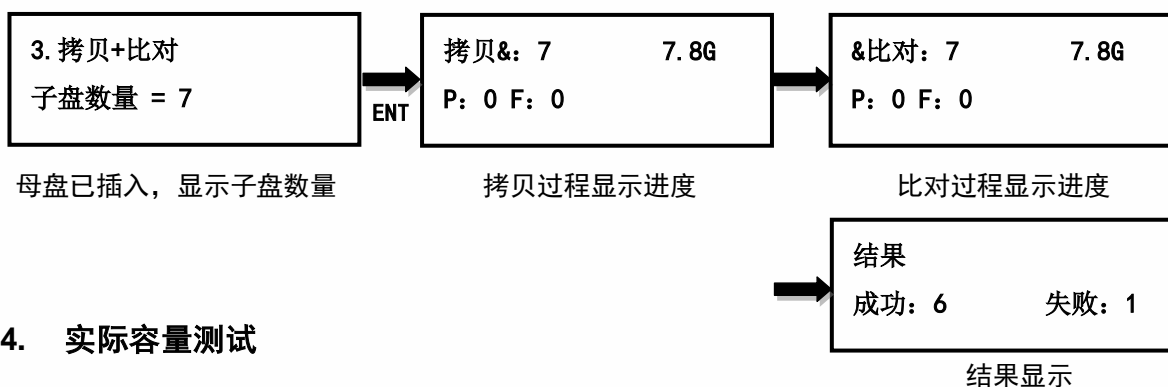 3. 拷贝+比对
子盘数量 = 7
ENT
拷贝&: 7 7.8G
P: 0 F: 0
&比对: 7 7.8G
P: 0 F: 0
母盘已插入，显示子盘数量
拷贝过程显示进度
比对过程显示进度
结果
成功: 6 失败: 1
4. 实际容量测试
结果显示